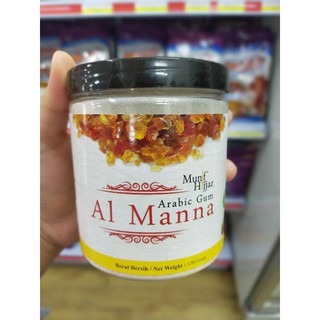 Munif
Hijjaz
Arabic Gum
Al Manna
Berat Bersih / Net Weight :